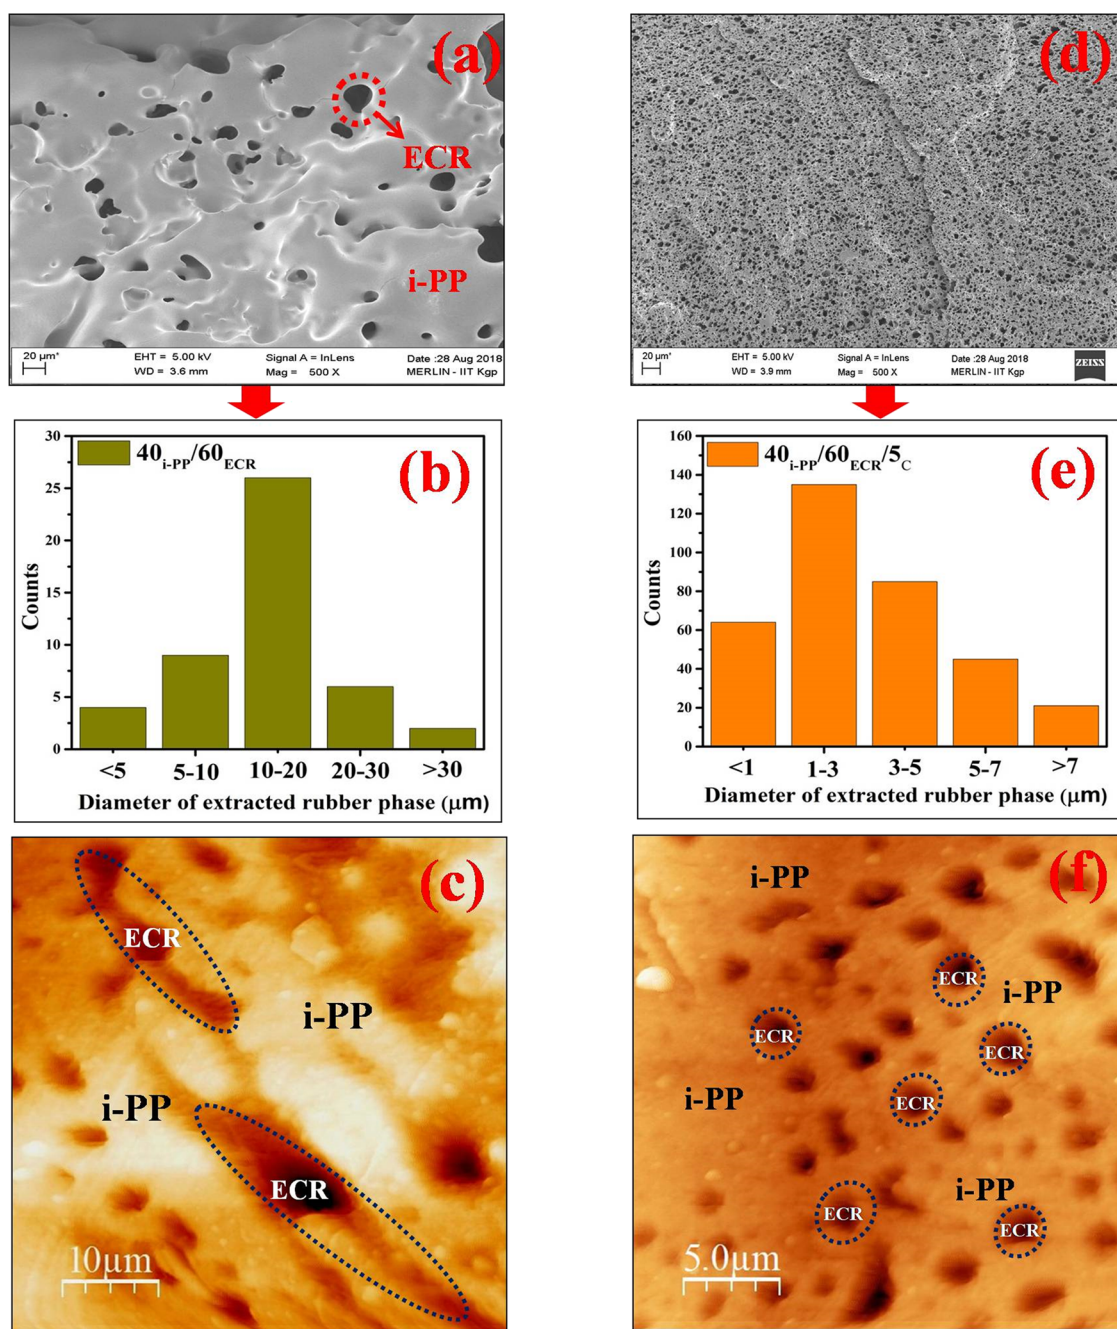 (a)
ECR
i-PP
20 µm*
EHT = 5.00 kV
Signal A = InLens
Date :28 Aug 2018
WD = 3.6 mm
Mag = 500 X
MERLIN - IIT Kgp
(d)
20 µm*
EHT = 5.00 kV
Signal A = InLens
Date :28 Aug 2018
WD = 3.9 mm
Mag = 500 X
MERLIN - IIT Kgp
ZEISS
(b)
40i-PP/60ECR
Counts
30
25
20
15
10
5
0
<5 5-10 10-20 20-30 >30
Diameter of extracted rubber phase (µm)
(e)
40i-PP/60ECR/5C
Counts
160
140
120
100
80
60
40
20
0
<1 1-3 3-5 5-7 >7
Diameter of extracted rubber phase (µm)
(c)
ECR
i-PP
i-PP
ECR
10µm
(f)
i-PP
ECR
i-PP
ECR
ECR
i-PP
ECR
i-PP
ECR
ECR
5.0µm